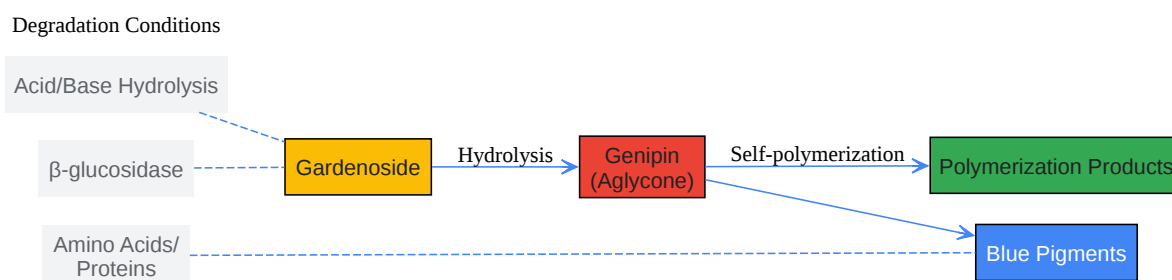 Degradation Conditions
Acid/Base Hydrolysis
β-glucosidase
Gardenoside
Hydrolysis
Genipin
(Aglycone)
Self-polymerization
Polymerization Products
Amino Acids/
Proteins
Blue Pigments